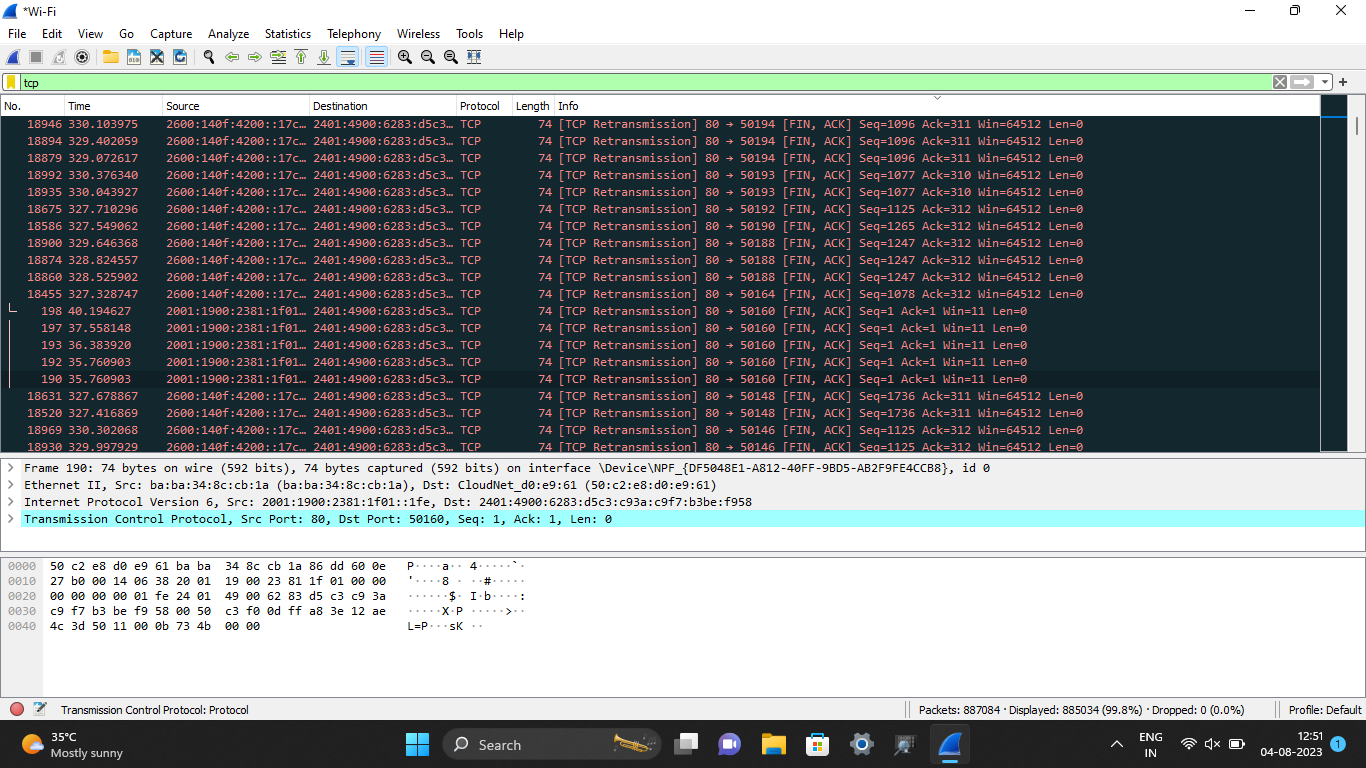 *Wi-Fi
File Edit View Go Capture Analyze Statistics Telephony Wireless Tools Help
tcp
No. Time Source Destination Protocol Length Info
18946 330.103975 2600:140f:4200::17c… 2401:4900:6283:d5c3… TCP 74 [TCP Retransmission] 80 → 50194 [FIN, ACK] Seq=1096 Ack=311 Win=64512 Len=0
18894 329.402059 2600:140f:4200::17c… 2401:4900:6283:d5c3… TCP 74 [TCP Retransmission] 80 → 50194 [FIN, ACK] Seq=1096 Ack=311 Win=64512 Len=0
18879 329.072617 2600:140f:4200::17c… 2401:4900:6283:d5c3… TCP 74 [TCP Retransmission] 80 → 50194 [FIN, ACK] Seq=1096 Ack=311 Win=64512 Len=0
18992 330.376340 2600:140f:4200::17c… 2401:4900:6283:d5c3… TCP 74 [TCP Retransmission] 80 → 50193 [FIN, ACK] Seq=1077 Ack=310 Win=64512 Len=0
18935 330.043927 2600:140f:4200::17c… 2401:4900:6283:d5c3… TCP 74 [TCP Retransmission] 80 → 50193 [FIN, ACK] Seq=1077 Ack=310 Win=64512 Len=0
18675 327.710296 2600:140f:4200::17c… 2401:4900:6283:d5c3… TCP 74 [TCP Retransmission] 80 → 50192 [FIN, ACK] Seq=1125 Ack=312 Win=64512 Len=0
18586 327.549062 2600:140f:4200::17c… 2401:4900:6283:d5c3… TCP 74 [TCP Retransmission] 80 → 50190 [FIN, ACK] Seq=1265 Ack=312 Win=64512 Len=0
18900 329.646368 2600:140f:4200::17c… 2401:4900:6283:d5c3… TCP 74 [TCP Retransmission] 80 → 50188 [FIN, ACK] Seq=1247 Ack=312 Win=64512 Len=0
18874 328.824557 2600:140f:4200::17c… 2401:4900:6283:d5c3… TCP 74 [TCP Retransmission] 80 → 50188 [FIN, ACK] Seq=1247 Ack=312 Win=64512 Len=0
18860 328.525902 2600:140f:4200::17c… 2401:4900:6283:d5c3… TCP 74 [TCP Retransmission] 80 → 50188 [FIN, ACK] Seq=1247 Ack=312 Win=64512 Len=0
18455 327.328747 2600:140f:4200::17c… 2401:4900:6283:d5c3… TCP 74 [TCP Retransmission] 80 → 50164 [FIN, ACK] Seq=1078 Ack=312 Win=64512 Len=0
198 40.194627 2001:1900:2381:1f01… 2401:4900:6283:d5c3… TCP 74 [TCP Retransmission] 80 → 50160 [FIN, ACK] Seq=1 Ack=1 Win=11 Len=0
197 37.558148 2001:1900:2381:1f01… 2401:4900:6283:d5c3… TCP 74 [TCP Retransmission] 80 → 50160 [FIN, ACK] Seq=1 Ack=1 Win=11 Len=0
193 36.383920 2001:1900:2381:1f01… 2401:4900:6283:d5c3… TCP 74 [TCP Retransmission] 80 → 50160 [FIN, ACK] Seq=1 Ack=1 Win=11 Len=0
192 35.760903 2001:1900:2381:1f01… 2401:4900:6283:d5c3… TCP 74 [TCP Retransmission] 80 → 50160 [FIN, ACK] Seq=1 Ack=1 Win=11 Len=0
190 35.760903 2001:1900:2381:1f01… 2401:4900:6283:d5c3… TCP 74 [TCP Retransmission] 80 → 50160 [FIN, ACK] Seq=1 Ack=1 Win=11 Len=0
18631 327.678867 2600:140f:4200::17c… 2401:4900:6283:d5c3… TCP 74 [TCP Retransmission] 80 → 50148 [FIN, ACK] Seq=1736 Ack=311 Win=64512 Len=0
18520 327.416869 2600:140f:4200::17c… 2401:4900:6283:d5c3… TCP 74 [TCP Retransmission] 80 → 50148 [FIN, ACK] Seq=1736 Ack=311 Win=64512 Len=0
18969 330.302068 2600:140f:4200::17c… 2401:4900:6283:d5c3… TCP 74 [TCP Retransmission] 80 → 50146 [FIN, ACK] Seq=1125 Ack=312 Win=64512 Len=0
18930 329.997929 2600:140f:4200::17c… 2401:4900:6283:d5c3… TCP 74 [TCP Retransmission] 80 → 50146 [FIN, ACK] Seq=1125 Ack=312 Win=64512 Len=0
Frame 190: 74 bytes on wire (592 bits), 74 bytes captured (592 bits) on interface \Device\NPF_{DF5048E1-A812-40FF-9BD5-AB2F9FE4CCB8}, id 0
Ethernet II, Src: ba:ba:34:8c:cb:1a (ba:ba:34:8c:cb:1a), Dst: CloudNet_d0:e9:61 (50:c2:e8:d0:e9:61)
Internet Protocol Version 6, Src: 2001:1900:2381:1f01::1fe, Dst: 2401:4900:6283:d5c3:c93a:c9f7:b3be:f958
Transmission Control Protocol, Src Port: 80, Dst Port: 50160, Seq: 1, Ack: 1, Len: 0
0000 50 c2 e8 d0 e9 61 ba ba 34 8c cb 1a 86 dd 60 0e P····a·· 4·····`·
0010 27 b0 00 14 06 38 20 01 19 00 23 81 1f 01 00 00 '····8 · ··#·····
0020 00 00 00 00 01 fe 24 01 49 00 62 83 d5 c3 c9 3a ······$· I·b····:
0030 c9 f7 b3 be f9 58 00 50 c3 f0 0d ff a8 3e 12 ae ·····X·P ·····>··
0040 4c 3d 50 11 00 0b 73 4b 00 00 L=P···sK ··
Transmission Control Protocol: Protocol Packets: 887084 · Displayed: 885034 (99.8%) · Dropped: 0 (0.0%) Profile: Default
35°C
Mostly sunny
Search
ENG
IN
12:51
04-08-2023
1